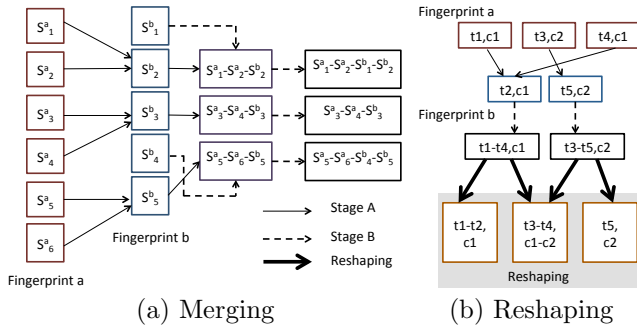 S^a_1
S^a_2
S^a_3
S^a_4
S^a_5
S^a_6
Fingerprint a
S^b_1
S^b_2
S^b_3
S^b_4
S^b_5
Fingerprint b
S^a_1-S^a_2-S^b_2
S^a_3-S^a_4-S^b_3
S^a_5-S^a_6-S^b_5
S^a_1-S^a_2-S^b_1-S^b_2
S^a_3-S^a_4-S^b_3
S^a_5-S^a_6-S^b_4-S^b_5
Stage A
Stage B
Reshaping
(a) Merging
Fingerprint a
t1,c1
t3,c2
t4,c1
t2,c1
t5,c2
Fingerprint b
t1-t4,c1
t3-t5,c2
t1-t2,
c1
t3-t4,
c1-c2
t5,
c2
Reshaping
(b) Reshaping